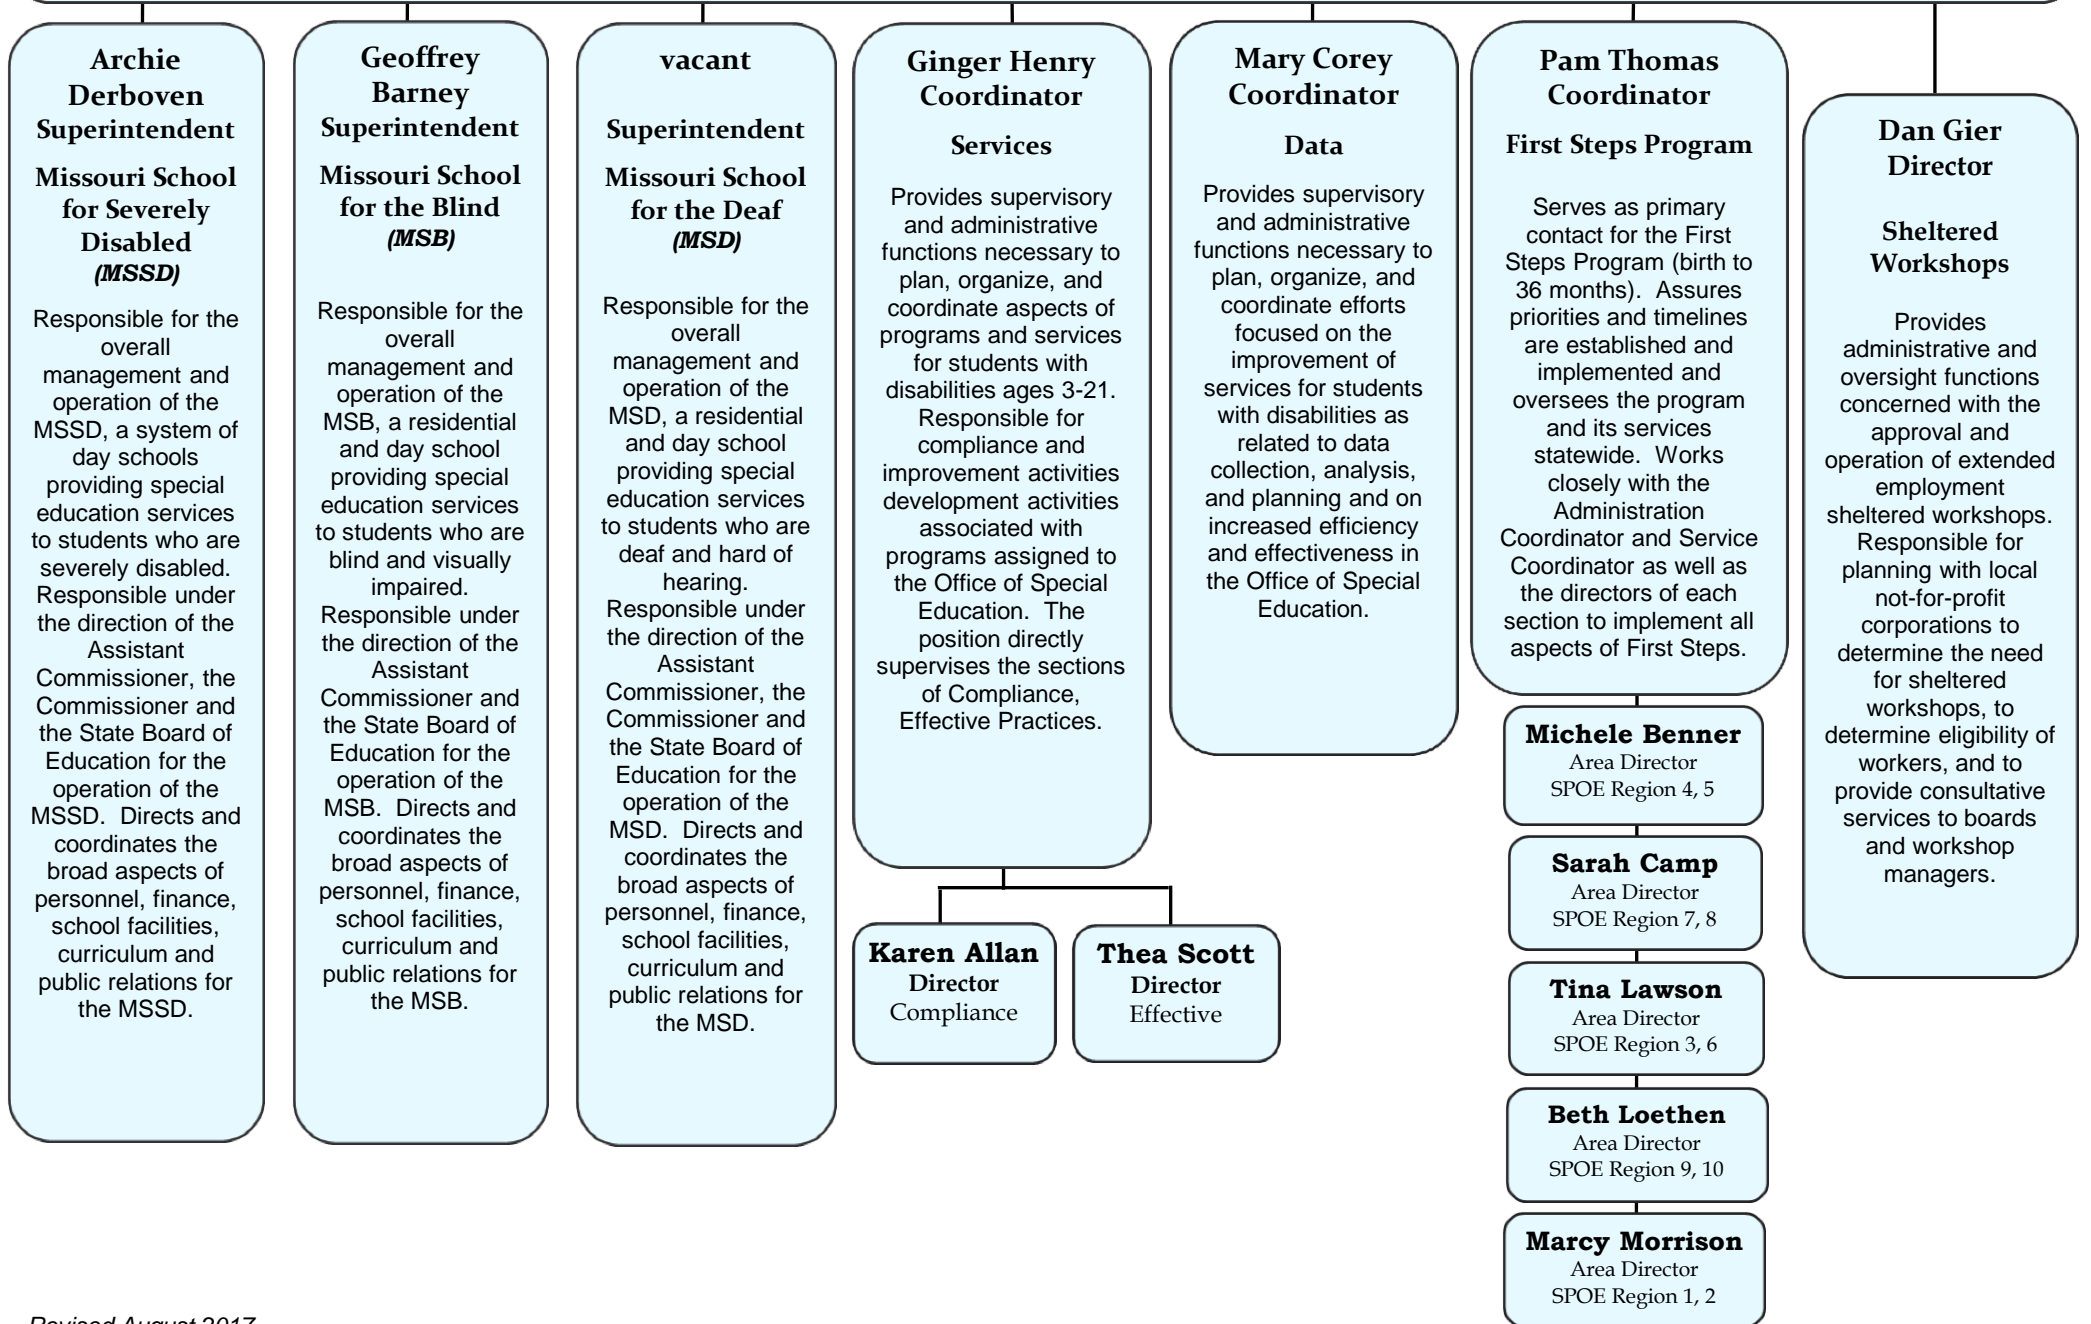 Archie
Derboven
Superintendent
Missouri School
for Severely
Disabled
(MSSD)
Responsible for the
overall
management and
operation of the
MSSD, a system of
day schools
providing special
education services
to students who are
severely disabled.
Responsible under
the direction of the
Assistant
Commissioner, the
Commissioner and
the State Board of
Education for the
operation of the
MSSD.  Directs and
coordinates the
broad aspects of
personnel, finance,
school facilities,
curriculum and
public relations for
the MSSD.
Geoffrey
Barney
Superintendent
Missouri School
for the Blind
(MSB)
Responsible for the
overall
management and
operation of the
MSB, a residential
and day school
providing special
education services
to students who are
blind and visually
impaired.
Responsible under
the direction of the
Assistant
Commissioner and
the State Board of
Education for the
operation of the
MSB.  Directs and
coordinates the
broad aspects of
personnel, finance,
school facilities,
curriculum and
public relations for
the MSB.
vacant
Superintendent
Missouri School
for the Deaf
(MSD)
Responsible for the
overall
management and
operation of the
MSD, a residential
and day school
providing special
education services
to students who are
deaf and hard of
hearing.
Responsible under
the direction of the
Assistant
Commissioner, the
Commissioner and
the State Board of
Education for the
operation of the
MSD.  Directs and
coordinates the
broad aspects of
personnel, finance,
school facilities,
curriculum and
public relations for
the MSD.
Ginger Henry
Coordinator
Services
Provides supervisory
and administrative
functions necessary to
plan, organize, and
coordinate aspects of
programs and services
for students with
disabilities ages 3-21.
Responsible for
compliance and
improvement activities
development activities
associated with
programs assigned to
the Office of Special
Education.  The
position directly
supervises the sections
of Compliance,
Effective Practices.
Karen Allan
Director
Compliance
Thea Scott
Director
Effective
Mary Corey
Coordinator
Data
Provides supervisory
and administrative
functions necessary to
plan, organize, and
coordinate efforts
focused on the
improvement of
services for students
with disabilities as
related to data
collection, analysis,
and planning and on
increased efficiency
and effectiveness in
the Office of Special
Education.
Pam Thomas
Coordinator
First Steps Program
Serves as primary
contact for the First
Steps Program (birth to
36 months).  Assures
priorities and timelines
are established and
implemented and
oversees the program
and its services
statewide.  Works
closely with the
Administration
Coordinator and Service
Coordinator as well as
the directors of each
section to implement all
aspects of First Steps.
Michele Benner
Area Director
SPOE Region 4, 5
Sarah Camp
Area Director
SPOE Region 7, 8
Tina Lawson
Area Director
SPOE Region 3, 6
Beth Loethen
Area Director
SPOE Region 9, 10
Marcy Morrison
Area Director
SPOE Region 1, 2
Dan Gier
Director
Sheltered
Workshops
Provides
administrative and
oversight functions
concerned with the
approval and
operation of extended
employment
sheltered workshops.
Responsible for
planning with local
not-for-profit
corporations to
determine the need
for sheltered
workshops, to
determine eligibility of
workers, and to
provide consultative
services to boards
and workshop
managers.
Revised August 2017